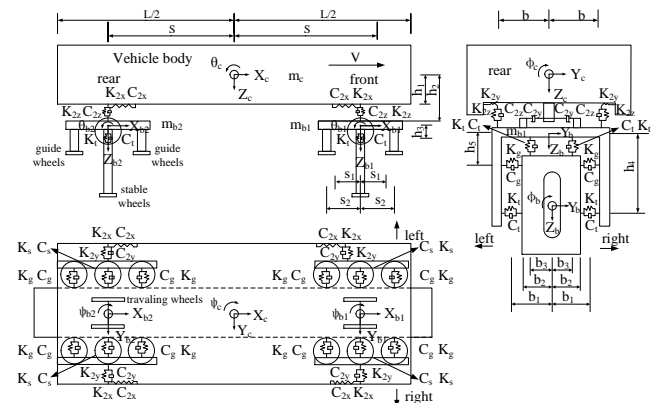 L/2 L/2 b b
S S
Vehicle body θc Xc mc V
rear Zc front
K2x C2x C2x K2x
h1 h2
K2z C2z C2z K2z
θb2 Xb2 mb2 mb1 θb1 Xb1 h3
Kt Ct Kt Ct
guide wheels guide wheels
Zb2 Zb1
stable wheels
s1 s1
s2 s2
rear ϕc Yc
Zc
K2y K2y
K2z C2z C2y C2y C2z K2z
Kt Ct mb1 Yb Ct Kt
Zb
h5 Kg Cg Kg Cg h4
ϕb Yb
Kt Ct Zb Kt Ct
left right
b3 b3
b2 b2
b1 b1
K2x C2x C2x K2x left
Ks Cs K2y C2y C2y K2y Cs Ks
Kg Cg Cg Kg Kg Cg Cg Kg
traveling wheels
ψb2 Xb2 ψc Xc ψb1 Xb1
Yb2 Yc Yb1
Kg Cg Cg Kg Kg Cg Cg Kg
Ks Cs K2y C2y C2y K2y Cs Ks
K2x C2x C2x K2x right